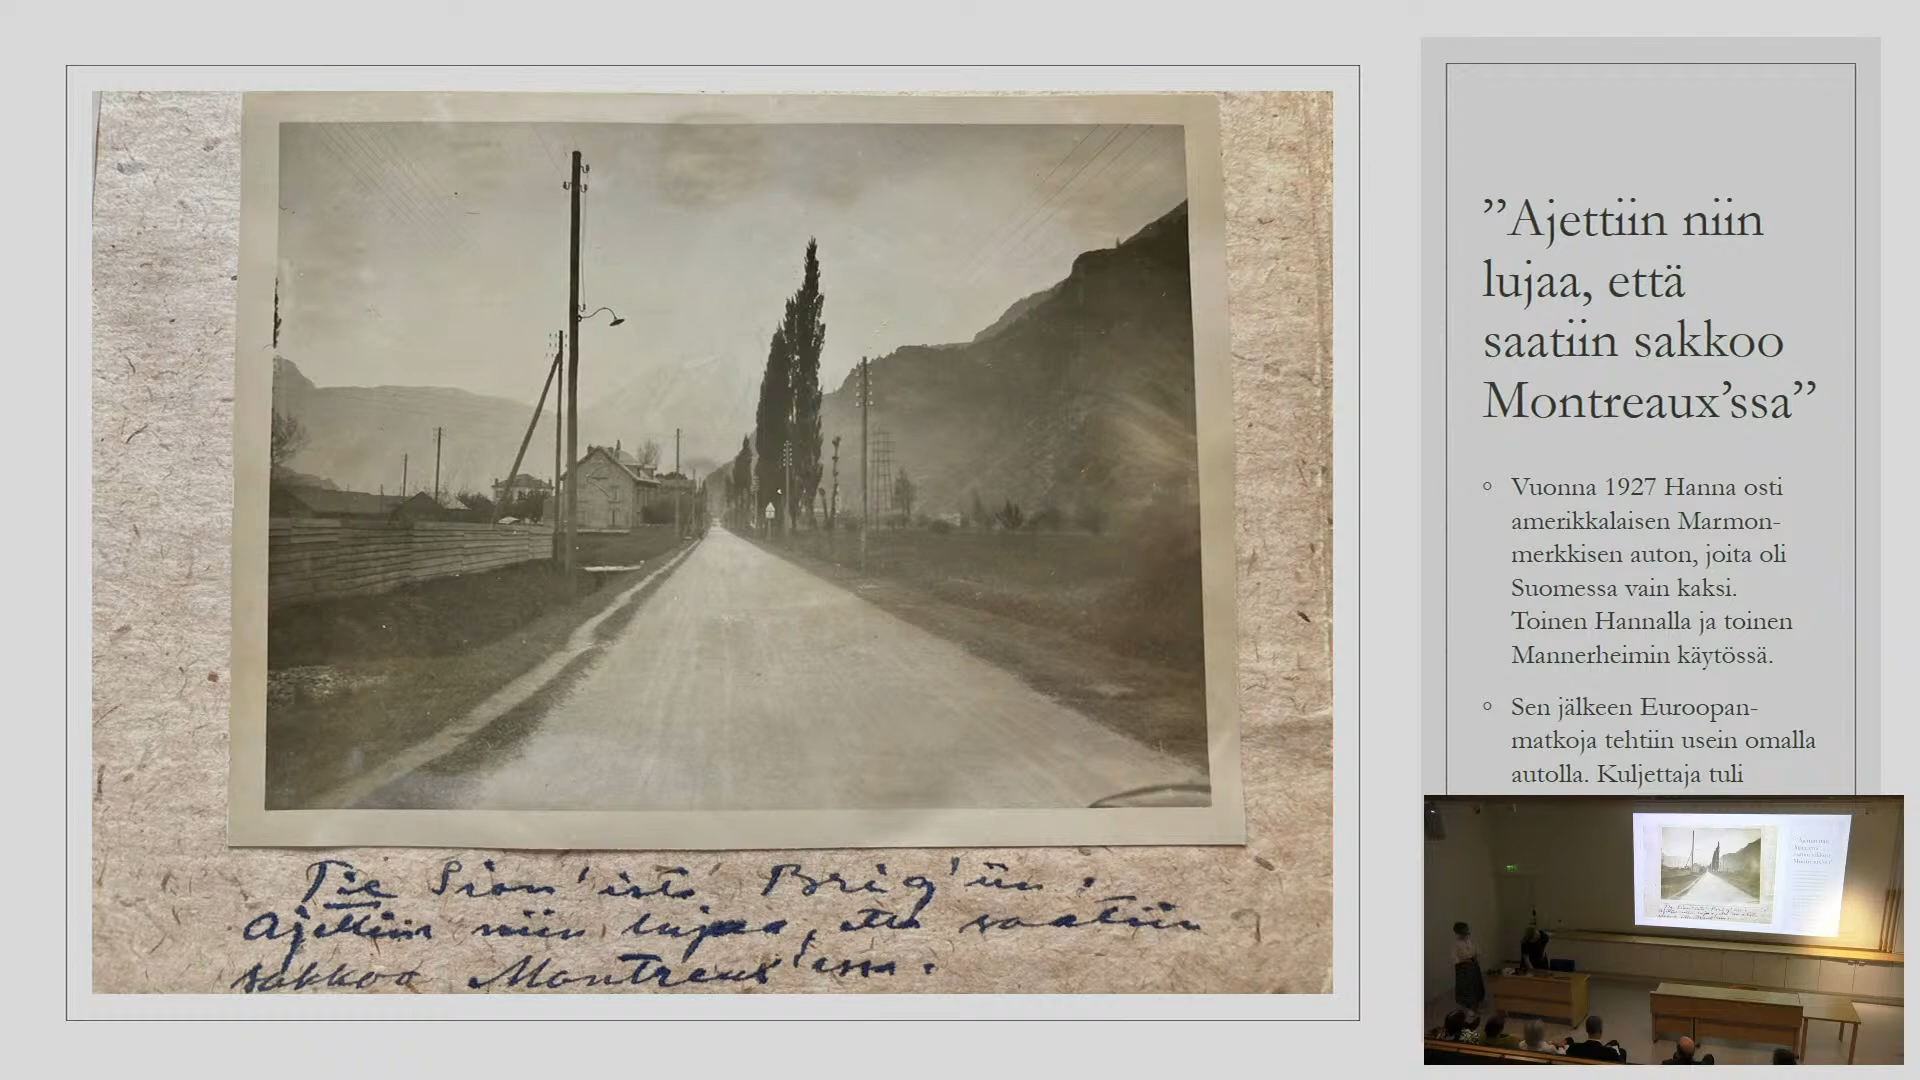 Tie Sion'ista Brig'iin :
Ajettiin niin lujaa, että saatiin
sakkoo Montreux'ssa.
”Ajettiin niin
lujaa, että
saatiin sakkoo
Montreaux’ssa”
◦ Vuonna 1927 Hanna osti
amerikkalaisen Marmon-
merkkisen auton, joita oli
Suomessa vain kaksi.
Toinen Hannalla ja toinen
Mannerheimin käytössä.
◦ Sen jälkeen Euroopan-
matkoja tehtiin usein omalla
autolla. Kuljettaja tuli